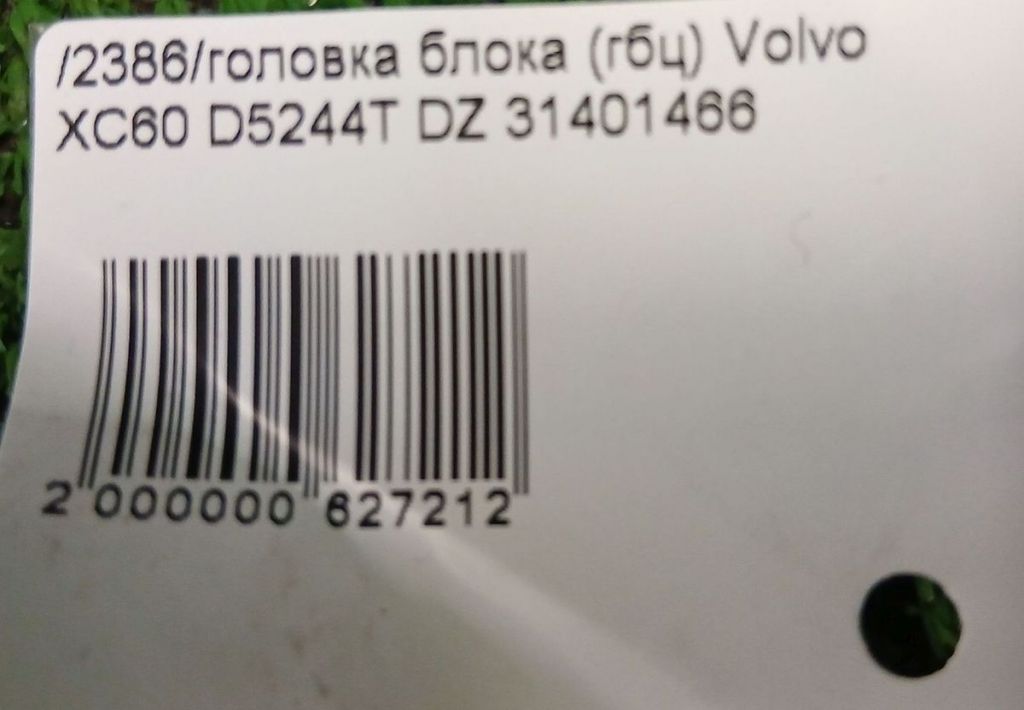 /2386/головка блока (гбц) Volvo
XC60 D5244T DZ 31401466
2 000000 627212